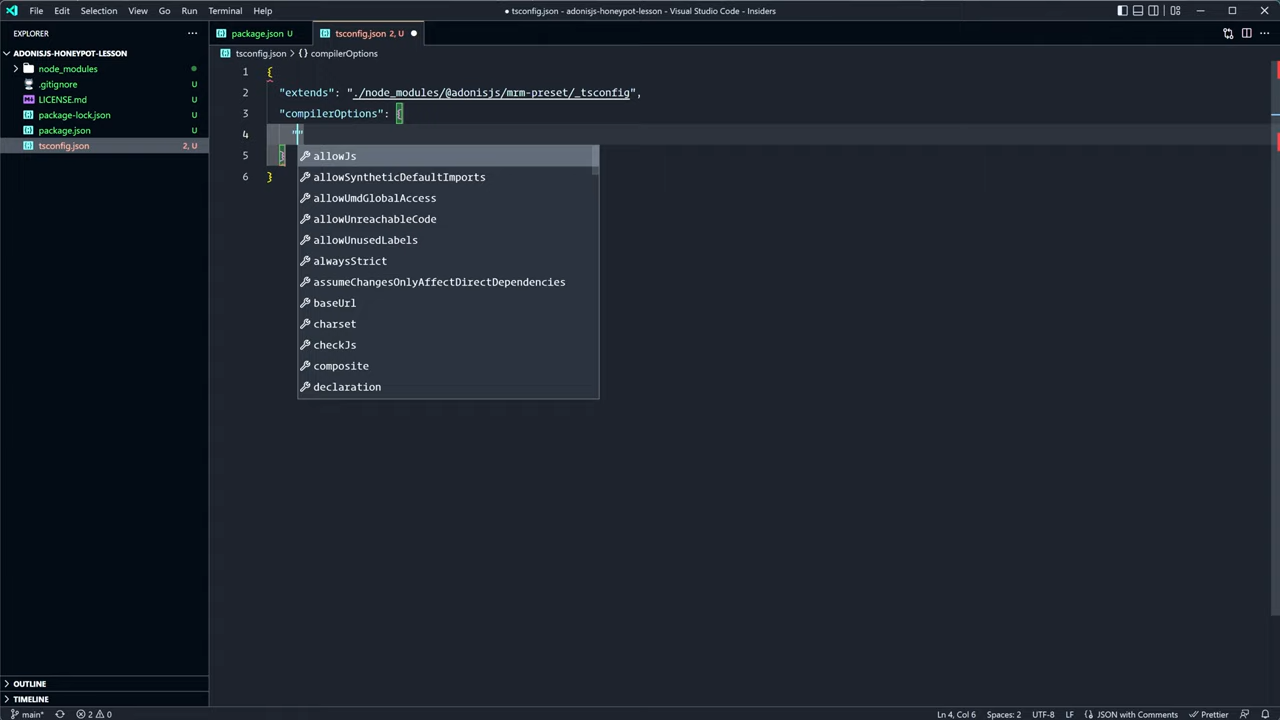 File Edit Selection View Go Run Terminal Help
● tsconfig.json - adonisjs-honeypot-lesson - Visual Studio Code - Insiders
EXPLORER
ADONISJS-HONEYPOT-LESSON
node_modules
.gitignore U
LICENSE.md U
package-lock.json U
package.json U
tsconfig.json 2, U
OUTLINE
TIMELINE
package.json U
tsconfig.json 2, U
tsconfig.json > {} compilerOptions
1 {
2 "extends": "./node_modules/@adonisjs/mrm-preset/_tsconfig",
3 "compilerOptions": {
4 ""
5 }
6 }
allowJs
allowSyntheticDefaultImports
allowUmdGlobalAccess
allowUnreachableCode
allowUnusedLabels
alwaysStrict
assumeChangesOnlyAffectDirectDependencies
baseUrl
charset
checkJs
composite
declaration
main* 2 0
Ln 4, Col 6 Spaces: 2 UTF-8 LF {} JSON with Comments Prettier